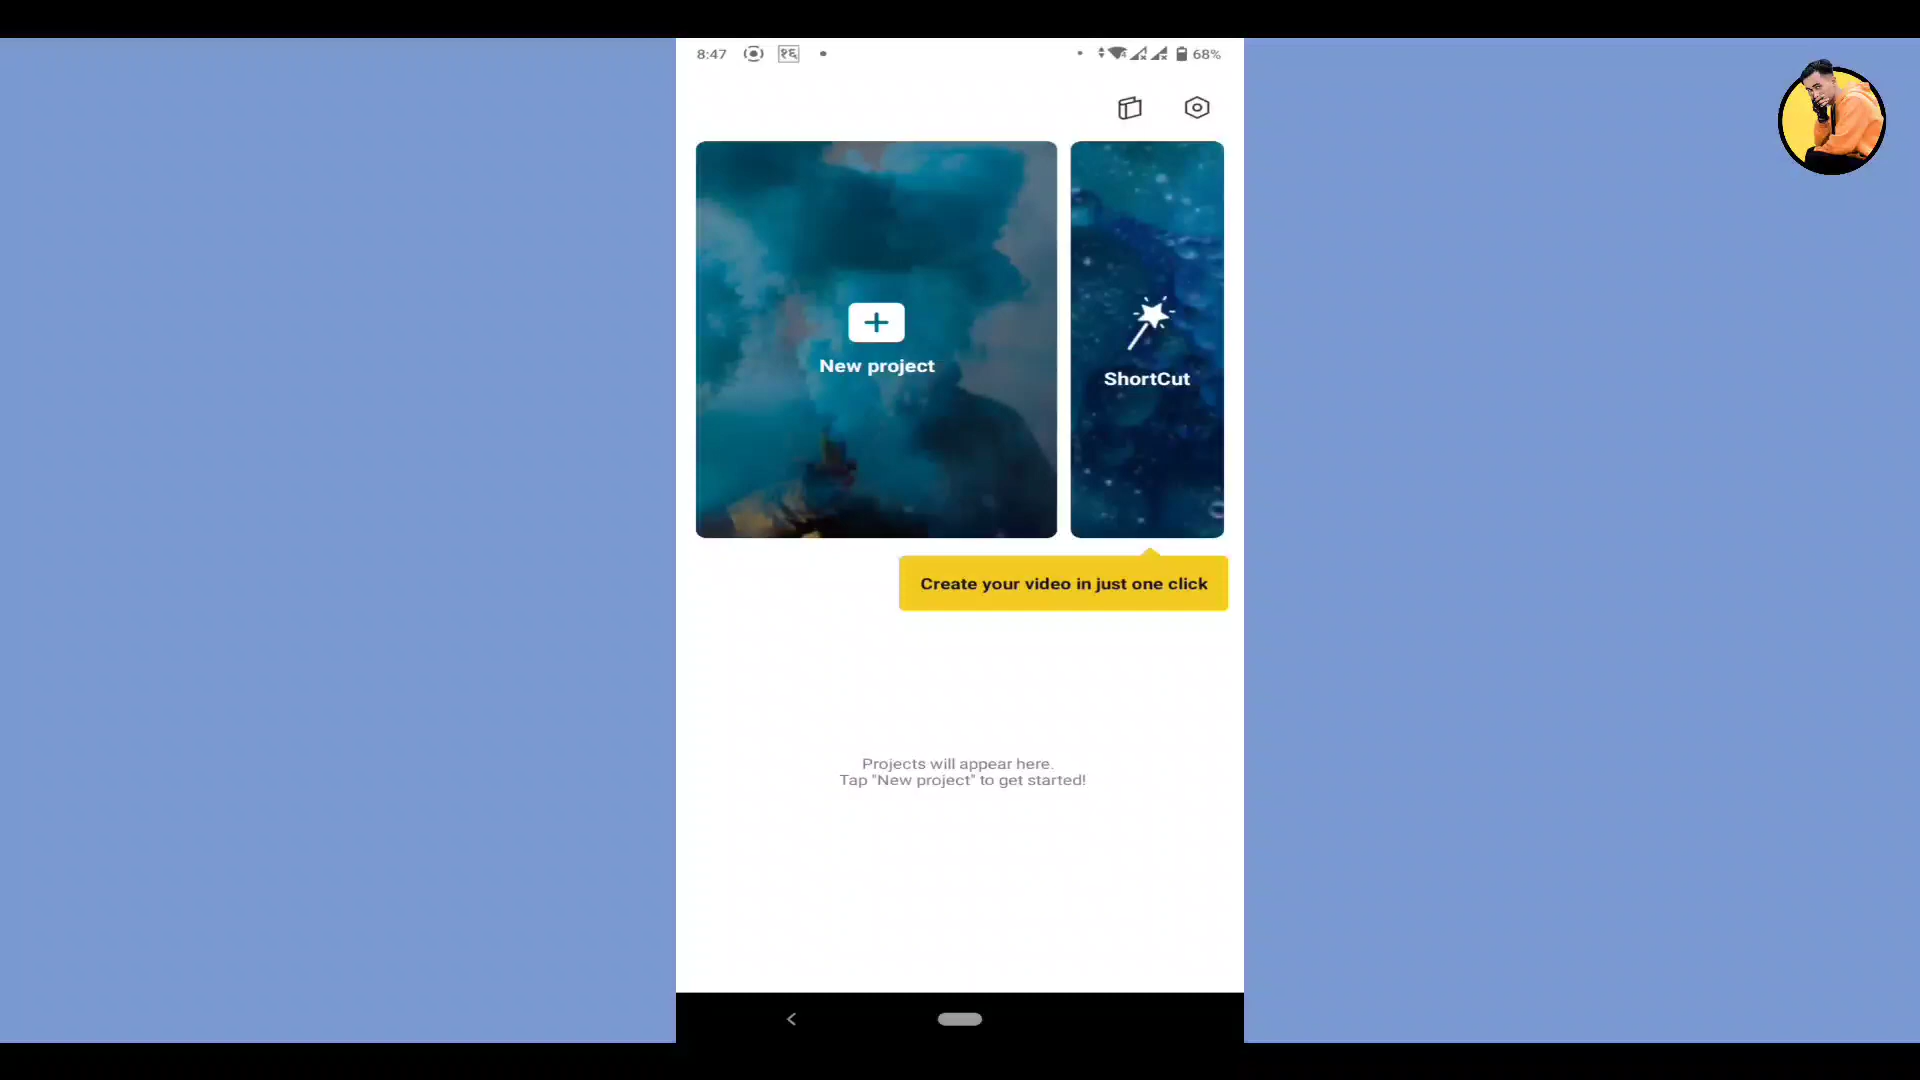 8:47
१६
68%
New project
ShortCut
Create your video in just one click
Projects will appear here.
Tap "New project" to get started!